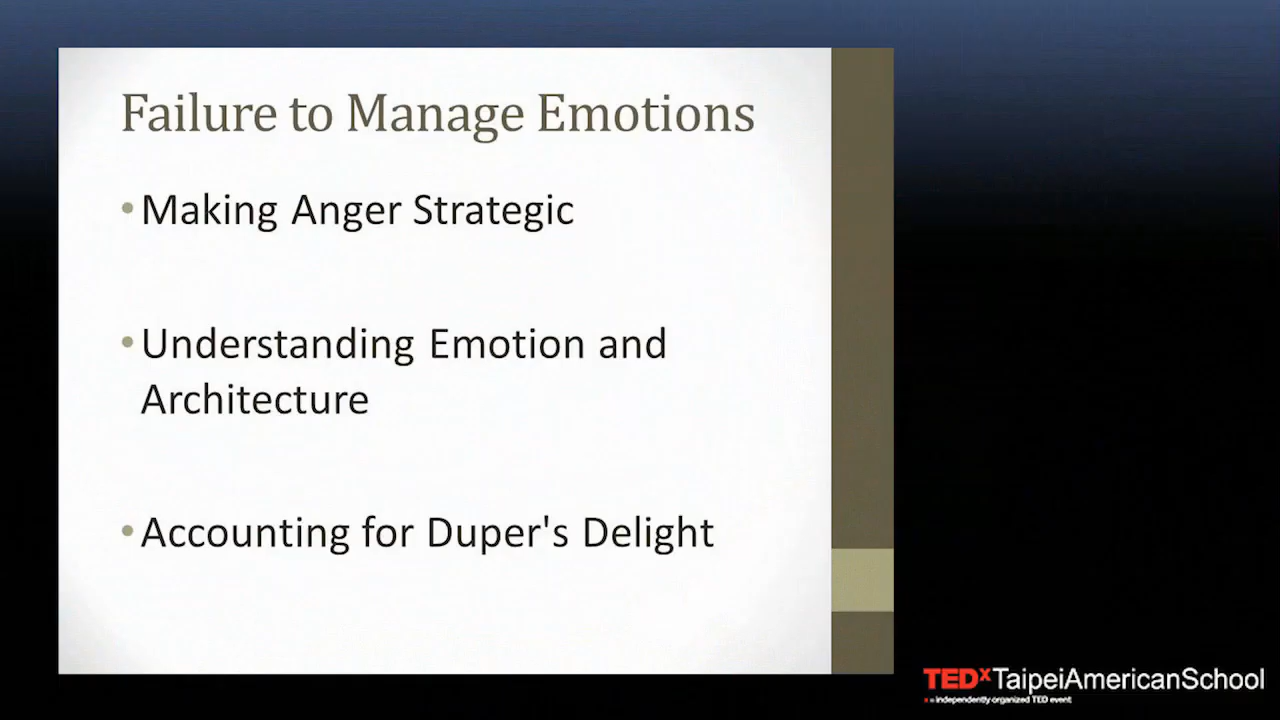 Failure to Manage Emotions
•Making Anger Strategic
•Understanding Emotion and
Architecture
•Accounting for Duper's Delight
TEDxTaipeiAmericanSchool
x = independently organized TED event